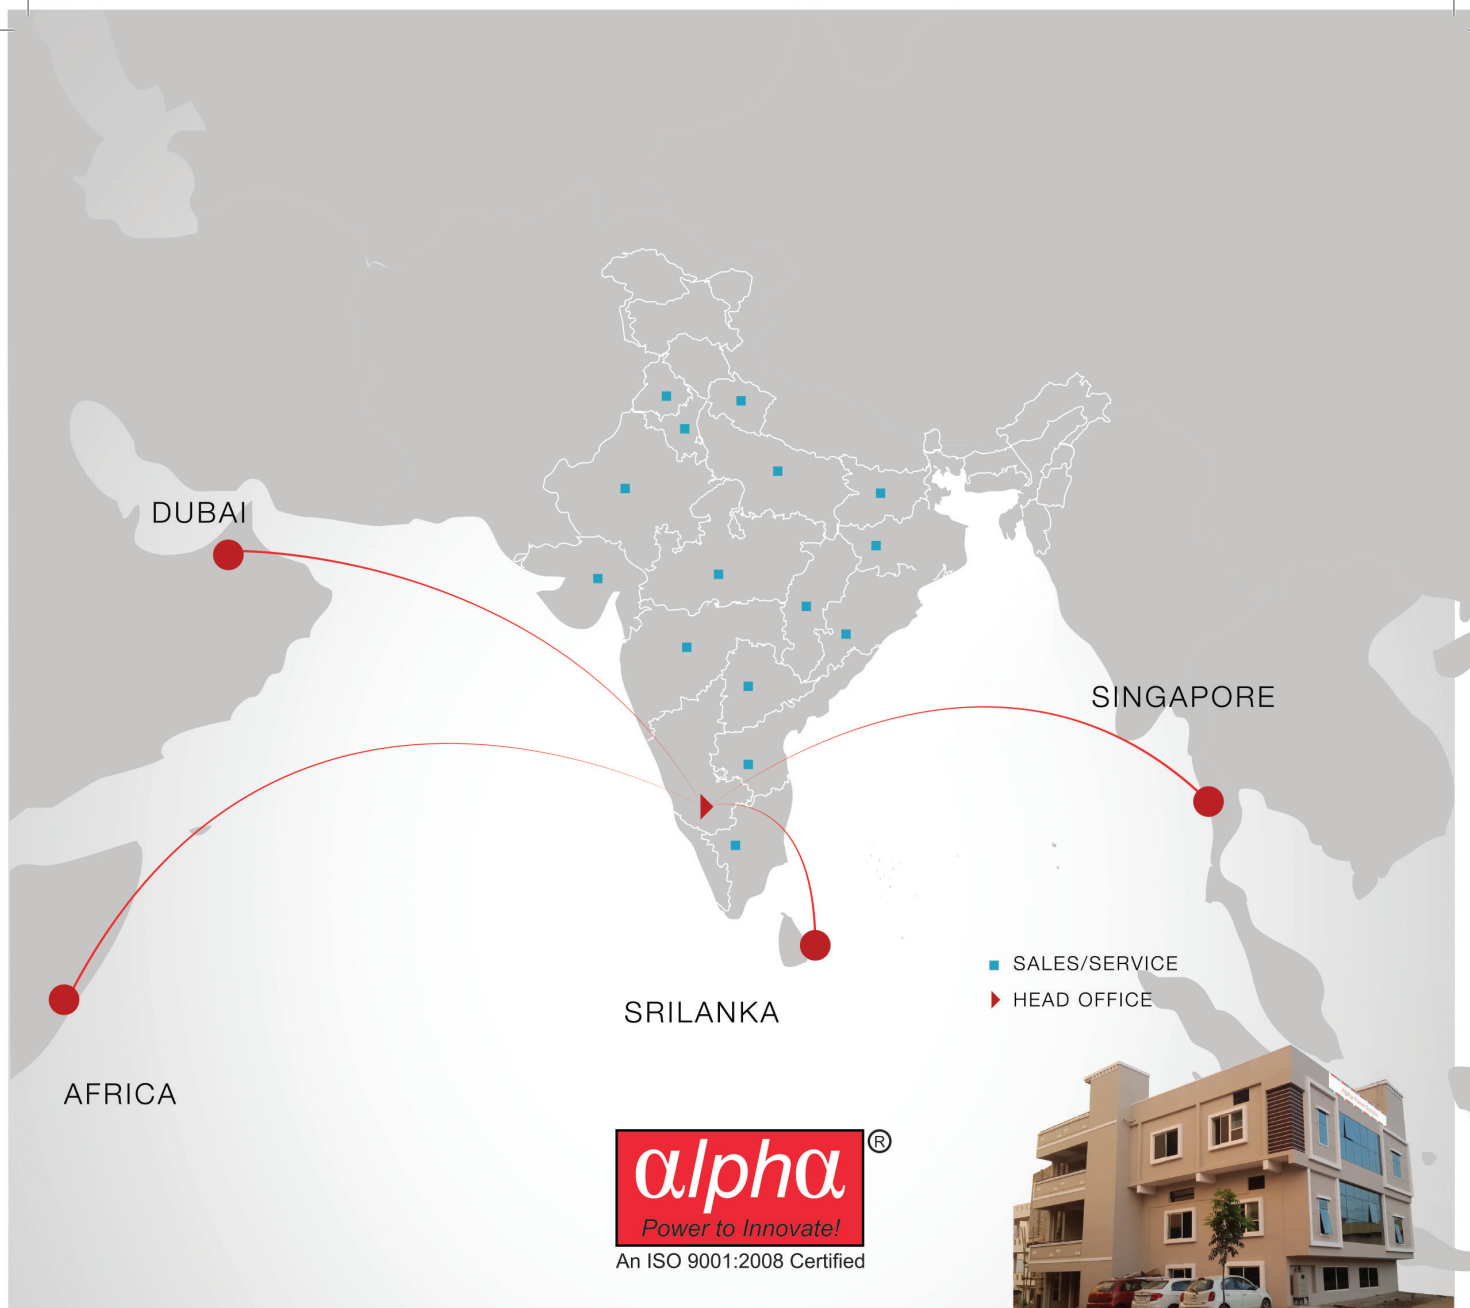 DUBAI
SINGAPORE
SALES/SERVICE
HEAD OFFICE
SRILANKA
AFRICA
alpha ®
Power to Innovate!
An ISO 9001:2008 Certified